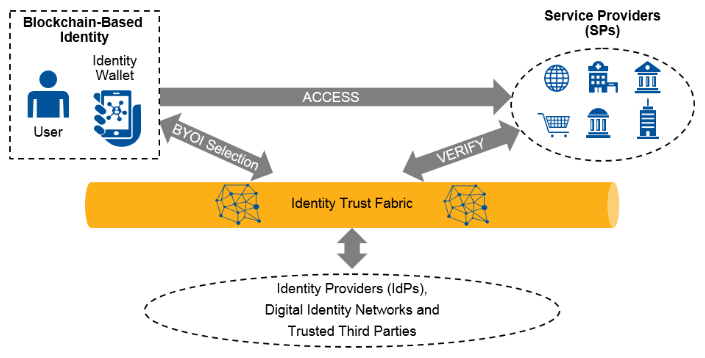 Blockchain-Based
Identity
Identity
Wallet
User
Service Providers
(SPs)
ACCESS
BYOI Selection
VERIFY
Identity Trust Fabric
Identity Providers (IdPs),
Digital Identity Networks and
Trusted Third Parties